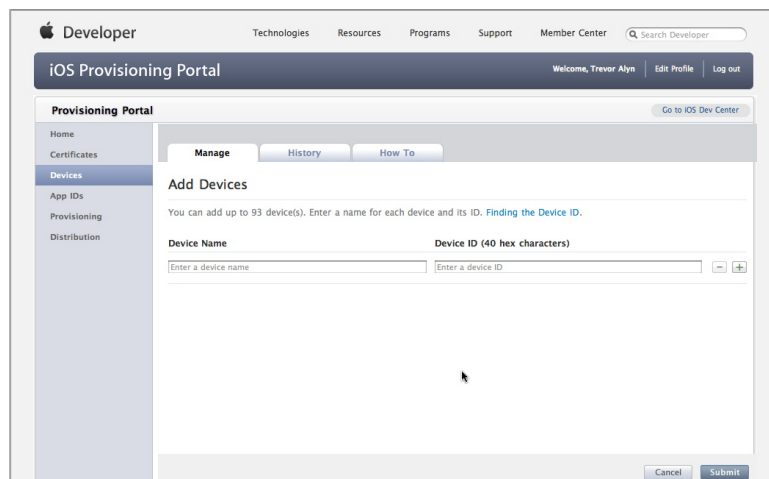 Developer Technologies Resources Programs Support Member Center Search Developer
iOS Provisioning Portal Welcome, Trevor Alyn Edit Profile Log out
Provisioning Portal Go to iOS Dev Center
Home
Certificates
Devices
App IDs
Provisioning
Distribution
Manage History How To
Add Devices
You can add up to 93 device(s). Enter a name for each device and its ID. Finding the Device ID.
Device Name Device ID (40 hex characters)
Enter a device name Enter a device ID
Cancel Submit